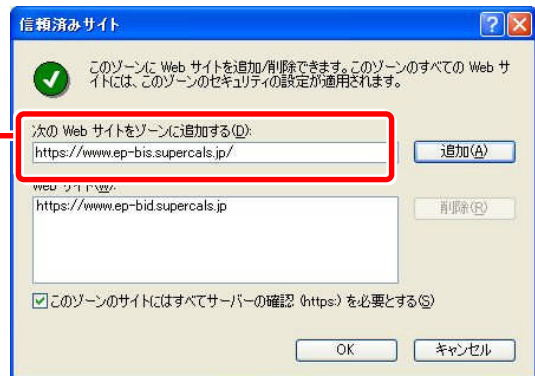 信頼済みサイト
このゾーンに Web サイトを追加/削除できます。このゾーンのすべての Web サ
イトには、このゾーンのセキュリティの設定が適用されます。
次の Web サイトをゾーンに追加する(D):
https://www.ep-bis.supercals.jp/
追加(A)
Web サイト(W):
https://www.ep-bid.supercals.jp
削除(R)
このゾーンのサイトにはすべてサーバーの確認 (https:) を必要とする(S)
OK
キャンセル